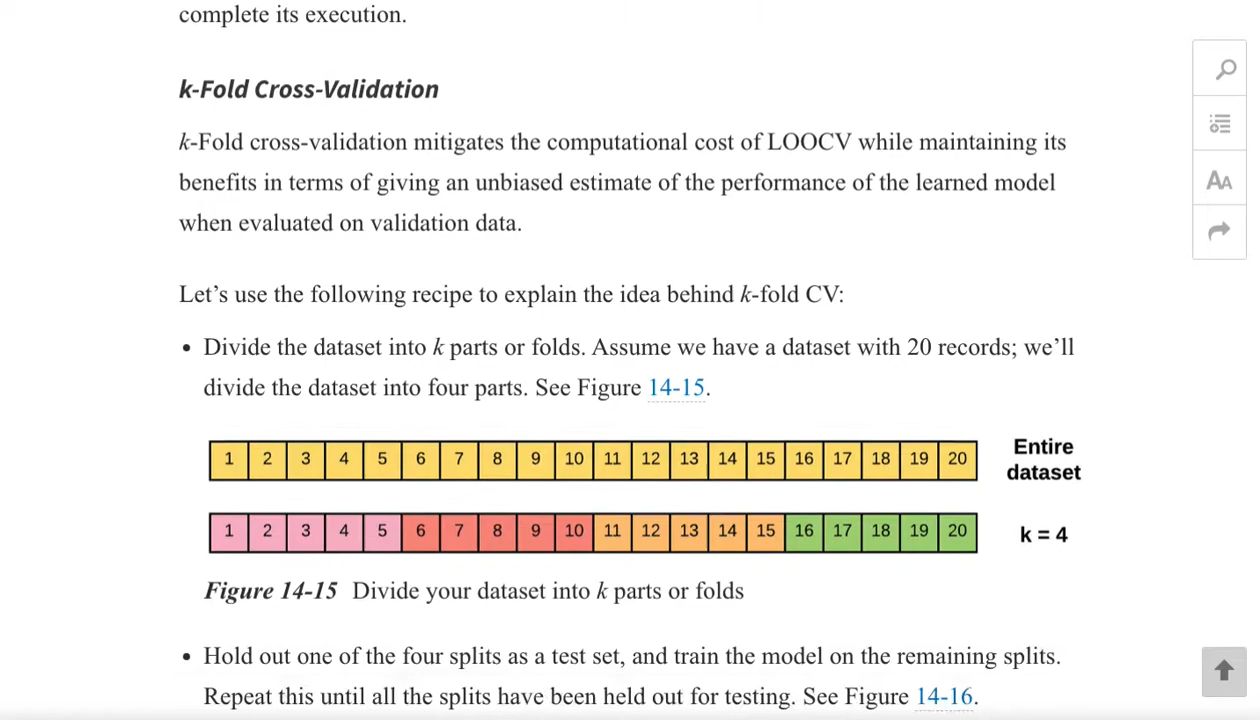 complete its execution.
k-Fold Cross-Validation
k-Fold cross-validation mitigates the computational cost of LOOCV while maintaining its
benefits in terms of giving an unbiased estimate of the performance of the learned model
when evaluated on validation data.
Let’s use the following recipe to explain the idea behind k-fold CV:
• Divide the dataset into k parts or folds. Assume we have a dataset with 20 records; we’ll
divide the dataset into four parts. See Figure 14-15.
1 2 3 4 5 6 7 8 9 10 11 12 13 14 15 16 17 18 19 20
Entire
dataset
1 2 3 4 5 6 7 8 9 10 11 12 13 14 15 16 17 18 19 20
k = 4
Figure 14-15 Divide your dataset into k parts or folds
• Hold out one of the four splits as a test set, and train the model on the remaining splits.
Repeat this until all the splits have been held out for testing. See Figure 14-16.
AA